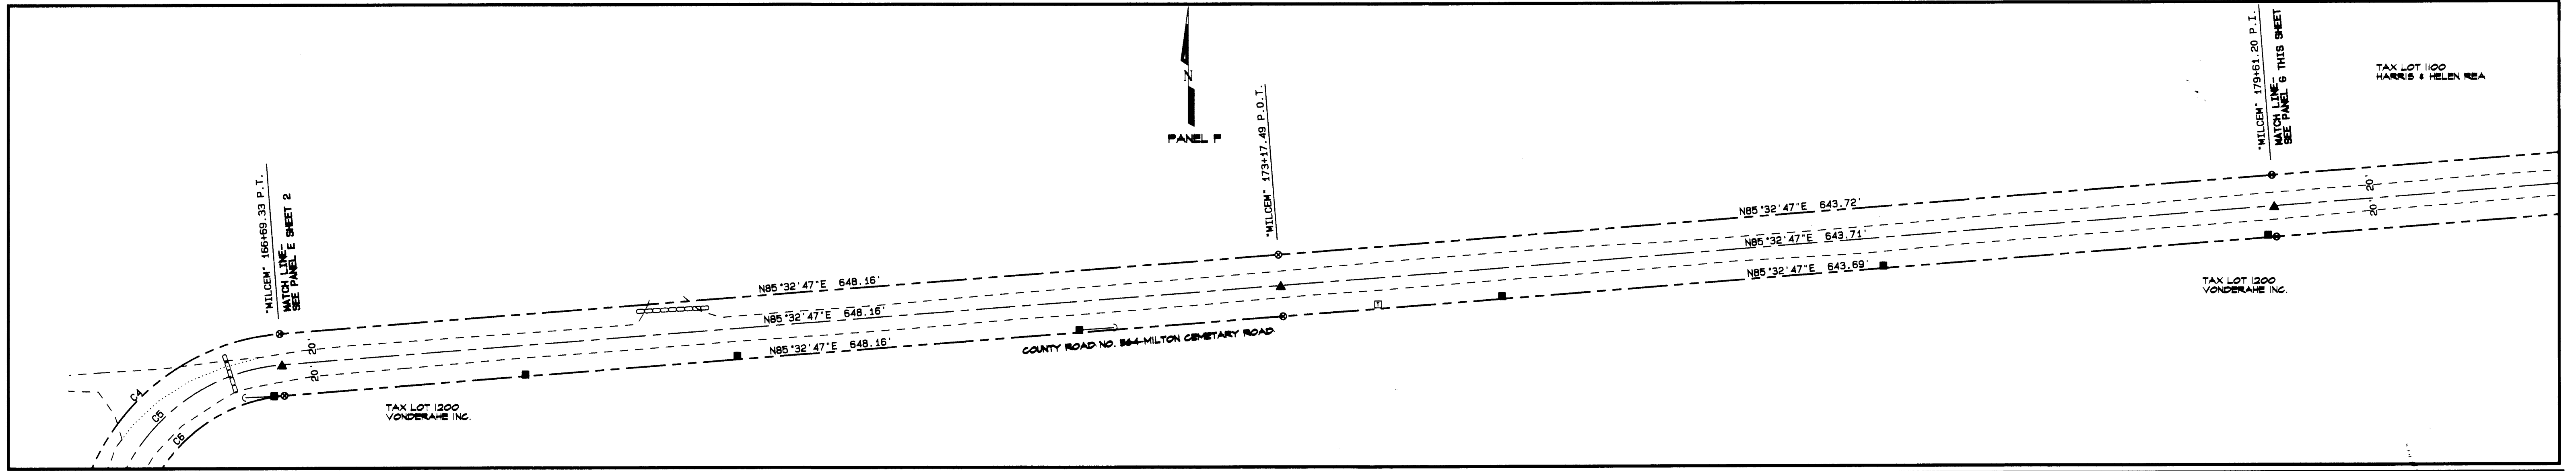 N
PANEL F
"MILCEM" 166+69.33 P.T.
MATCH LINE-
SEE PANEL E SHEET 2
"MILCEM" 173+17.49 P.O.T.
"MILCEM" 179+61.20 P.I.
MATCH LINE-
SEE PANEL G THIS SHEET
TAX LOT 1100
HARRIS & HELEN REA
N85°32'47"E 648.16'
N85°32'47"E 648.16'
N85°32'47"E 648.16'
N85°32'47"E 643.72'
N85°32'47"E 643.71'
N85°32'47"E 643.69'
20'
20'
20'
20'
COUNTY ROAD NO. 564-MILTON CEMETARY ROAD
T
C4
C5
C6
TAX LOT 1200
VONDERAHE INC.
TAX LOT 1200
VONDERAHE INC.